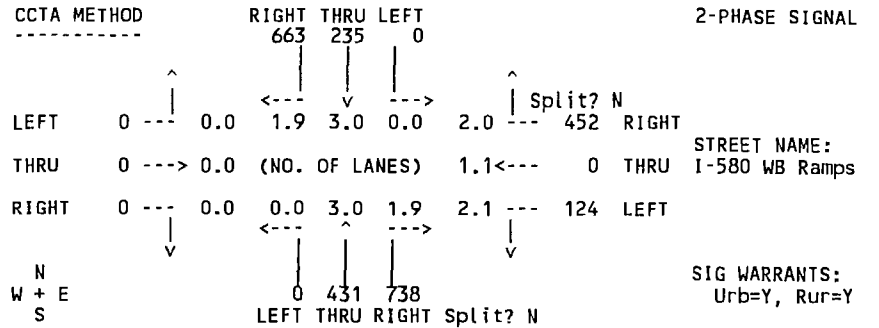 CCTA METHOD RIGHT THRU LEFT 2-PHASE SIGNAL
----------- 663 235 0
^ ^
<--- v ---> Split? N
LEFT 0 --- 0.0 1.9 3.0 0.0 2.0 --- 452 RIGHT
STREET NAME:
THRU 0 ---> 0.0 (NO. OF LANES) 1.1<--- 0 THRU I-580 WB Ramps
RIGHT 0 --- 0.0 0.0 3.0 1.9 2.1 --- 124 LEFT
<--- ^ --->
v v
N SIG WARRANTS:
W + E 0 431 738 Urb=Y, Rur=Y
S LEFT THRU RIGHT Split? N